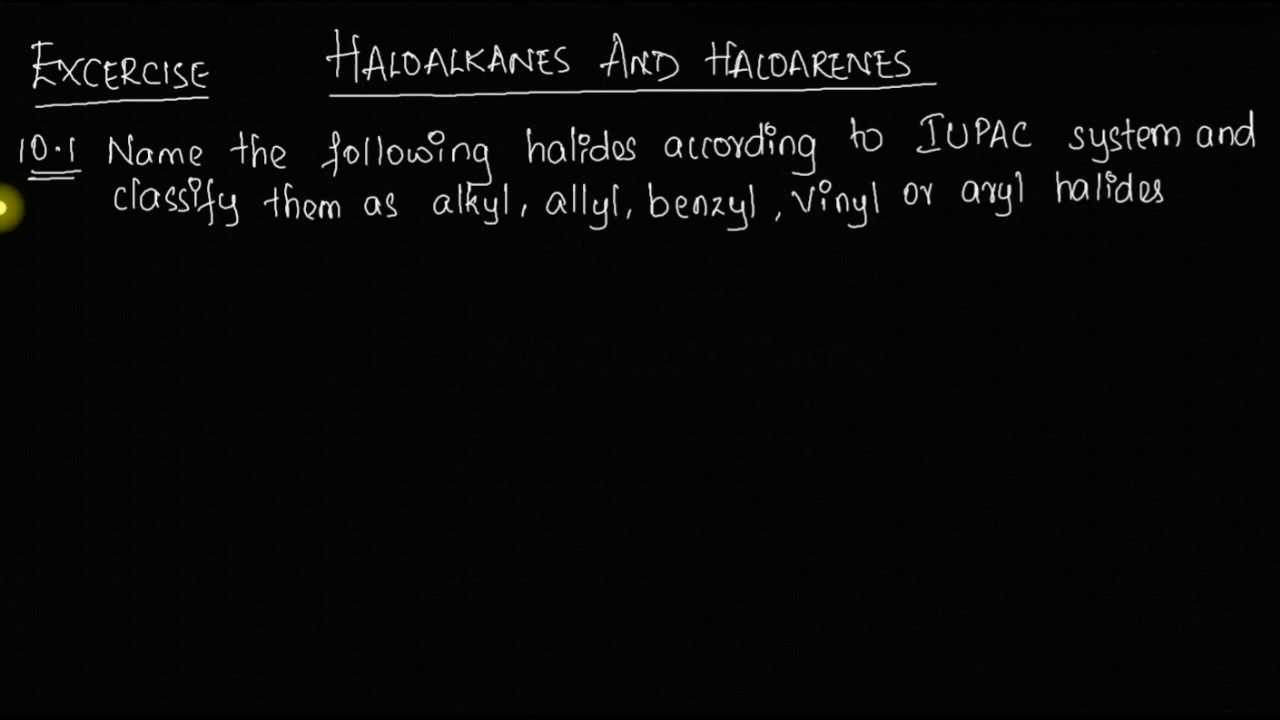 EXCERCISE HALOALKANES AND HALOARENES
10.1 Name the following halides according to IUPAC system and
classify them as alkyl, allyl, benzyl, vinyl or aryl halides